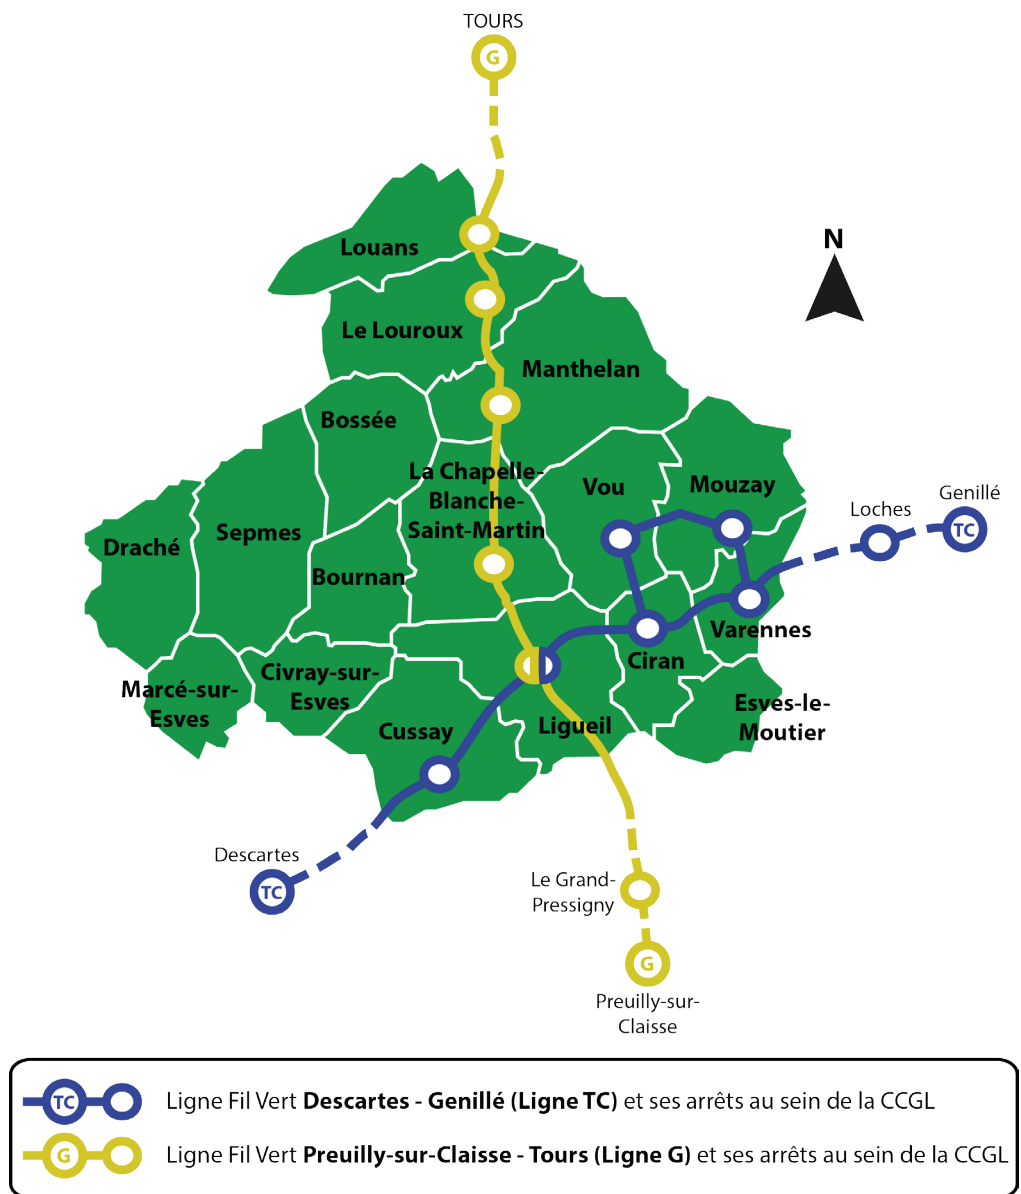 TOURS
G
Louans
N
Le Louroux
Manthelan
Bossée
La Chapelle-
Blanche-
Saint-Martin
Vou
Mouzay
Genillé
Loches
TC
Sepmes
Draché
Bournan
Varennes
Ciran
Civray-sur-
Esves
Marcé-sur-
Esves
Esves-le-
Moutier
Cussay
Ligueil
Descartes
TC
Le Grand-
Pressigny
G
Preuilly-sur-
Claisse
TC Ligne Fil Vert Descartes - Genillé (Ligne TC) et ses arrêts au sein de la CCGL
G Ligne Fil Vert Preuilly-sur-Claisse - Tours (Ligne G) et ses arrêts au sein de la CCGL